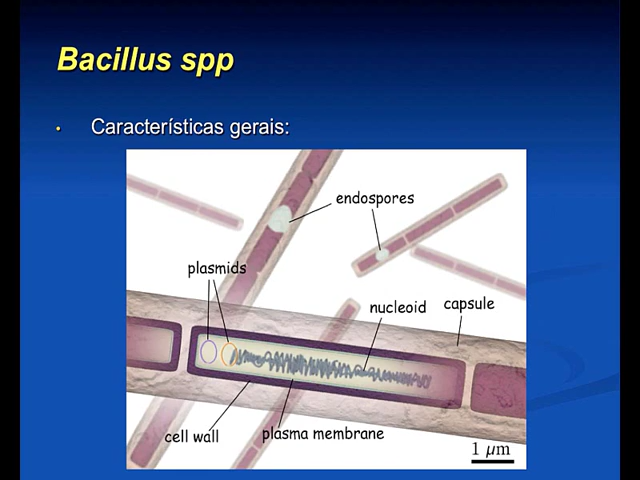 Bacillus spp
• Características gerais:
endospores
plasmids
nucleoid
capsule
cell wall
plasma membrane
1 µm